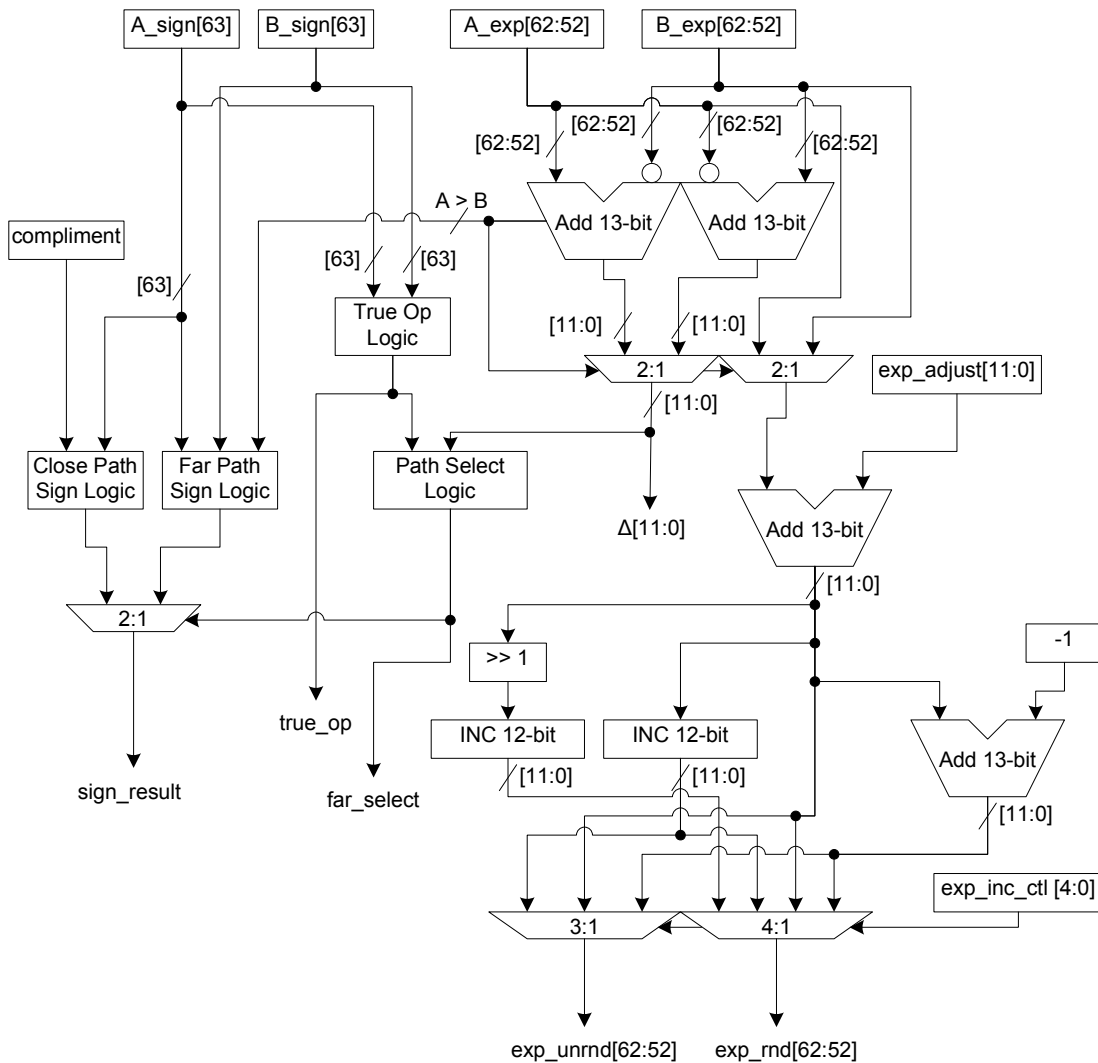 A_sign[63]
B_sign[63]
A_exp[62:52]
B_exp[62:52]
[62:52]
[62:52]
[62:52]
[62:52]
A > B
Add 13-bit
Add 13-bit
compliment
[63]
[63]
[63]
True Op
Logic
[11:0]
[11:0]
2:1
2:1
exp_adjust[11:0]
[11:0]
Close Path
Sign Logic
Far Path
Sign Logic
Path Select
Logic
Δ[11:0]
Add 13-bit
[11:0]
2:1
>> 1
-1
true_op
INC 12-bit
INC 12-bit
Add 13-bit
sign_result
far_select
[11:0]
[11:0]
[11:0]
exp_inc_ctl [4:0]
3:1
4:1
exp_unrnd[62:52]
exp_rnd[62:52]